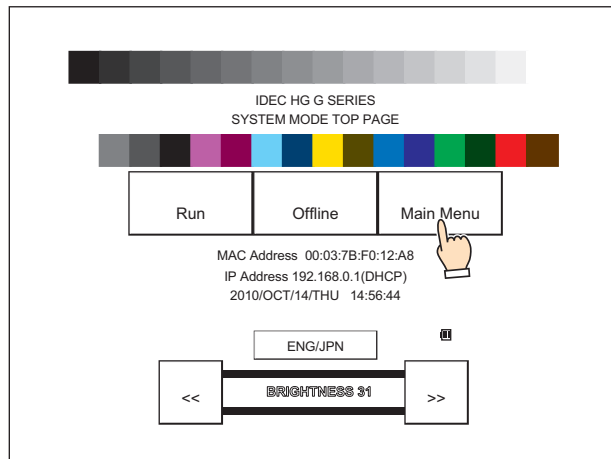 IDEC HG G SERIES
SYSTEM MODE TOP PAGE
Run Offline Main Menu
MAC Address 00:03:7B:F0:12:A8
IP Address 192.168.0.1(DHCP)
2010/OCT/14/THU 14:56:44
ENG/JPN
<< BRIGHTNESS 31 >>